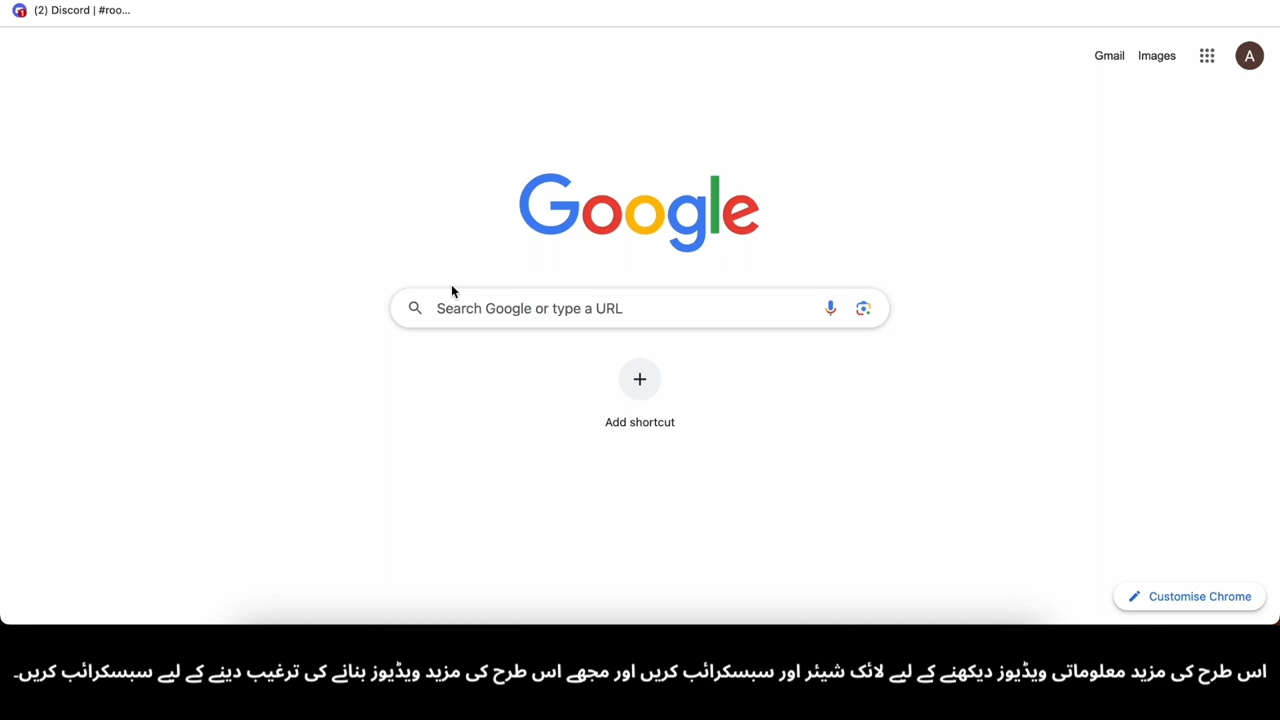 (2) Discord | #roo...
Gmail Images A
Google
Search Google or type a URL
Add shortcut
Customise Chrome
اس طرح کی مزید معلوماتی ویڈیوز دیکھنے کے لیے لائک شیئر اور سبسکرائب کریں اور مجھے اس طرح کی مزید ویڈیوز بنانے کی ترغیب دینے کے لیے سبسکرائب کریں۔